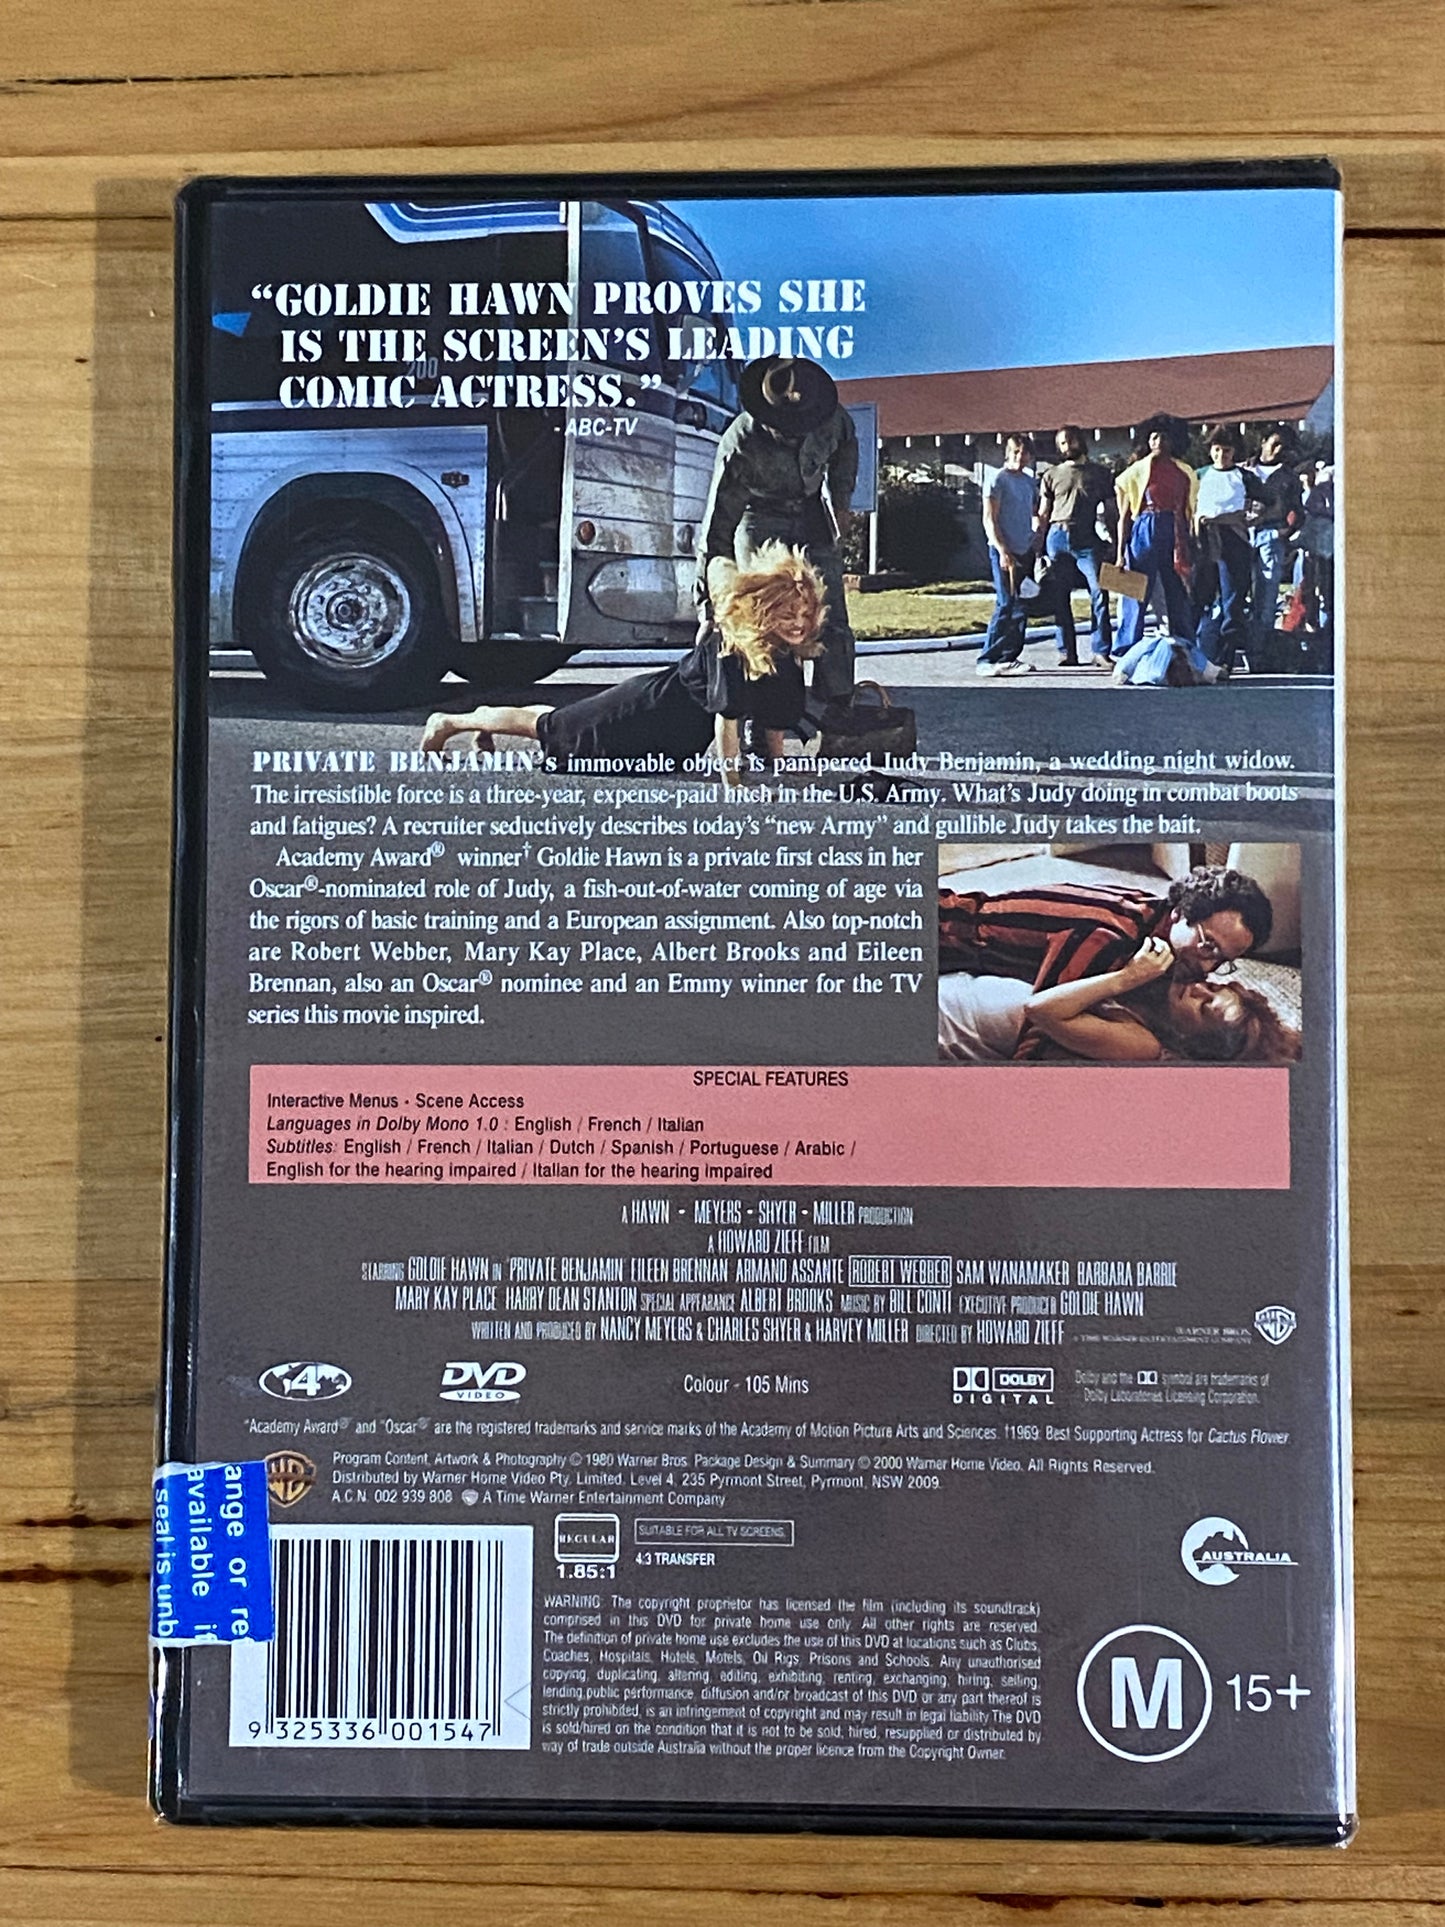 “GOLDIE HAWN PROVES SHE
IS THE SCREEN’S LEADING
COMIC ACTRESS.”
- ABC-TV
200
PRIVATE BENJAMIN’s immovable object is pampered Judy Benjamin, a wedding night widow.
The irresistible force is a three-year, expense-paid hitch in the U.S. Army. What’s Judy doing in combat boots
and fatigues? A recruiter seductively describes today’s “new Army” and gullible Judy takes the bait.
Academy Award® winner† Goldie Hawn is a private first class in her
Oscar®-nominated role of Judy, a fish-out-of-water coming of age via
the rigors of basic training and a European assignment. Also top-notch
are Robert Webber, Mary Kay Place, Albert Brooks and Eileen
Brennan, also an Oscar® nominee and an Emmy winner for the TV
series this movie inspired.
SPECIAL FEATURES
Interactive Menus • Scene Access
Languages in Dolby Mono 1.0 : English / French / Italian
Subtitles: English / French / Italian / Dutch / Spanish / Portuguese / Arabic /
English for the hearing impaired / Italian for the hearing impaired
A HAWN • MEYERS • SHYER • MILLER PRODUCTION
A HOWARD ZIEFF FILM
STARRING GOLDIE HAWN IN 'PRIVATE BENJAMIN' EILEEN BRENNAN ARMAND ASSANTE ROBERT WEBBER SAM WANAMAKER BARBARA BARRIE
MARY KAY PLACE HARRY DEAN STANTON SPECIAL APPEARANCE ALBERT BROOKS MUSIC BY BILL CONTI EXECUTIVE PRODUCER GOLDIE HAWN
WRITTEN AND PRODUCED BY NANCY MEYERS & CHARLES SHYER & HARVEY MILLER DIRECTED BY HOWARD ZIEFF
WARNER BROS.
A TIME WARNER ENTERTAINMENT COMPANY
4
DVD
VIDEO
Colour - 105 Mins
DOLBY
DIGITAL
Dolby and the symbol are trademarks of
Dolby Laboratories Licensing Corporation.
"Academy Award®" and "Oscar®" are the registered trademarks and service marks of the Academy of Motion Picture Arts and Sciences. †1969: Best Supporting Actress for Cactus Flower.
Program Content, Artwork & Photography © 1980 Warner Bros. Package Design & Summary © 2000 Warner Home Video. All Rights Reserved.
Distributed by Warner Home Video Pty. Limited. Level 4, 235 Pyrmont Street, Pyrmont, NSW 2009.
A.C.N. 002 939 808 A Time Warner Entertainment Company
ange or re
available if
seal is unb
9 325336 001547
REGULAR
1.85:1
SUITABLE FOR ALL TV SCREENS.
4:3 TRANSFER
AUSTRALIA
WARNING: The copyright proprietor has licensed the film (including its soundtrack)
comprised in this DVD for private home use only. All other rights are reserved.
The definition of private home use excludes the use of this DVD at locations such as Clubs,
Coaches, Hospitals, Hotels, Motels, Oil Rigs, Prisons and Schools. Any unauthorised
copying, duplicating, altering, editing, exhibiting, renting, exchanging, hiring, selling,
lending,public performance, diffusion and/or broadcast of this DVD or any part thereof is
strictly prohibited, is an infringement of copyright and may result in legal liability. The DVD
is sold/hired on the condition that it is not to be sold, hired, resupplied or distributed by
way of trade outside Australia without the proper licence from the Copyright Owner.
M 15+